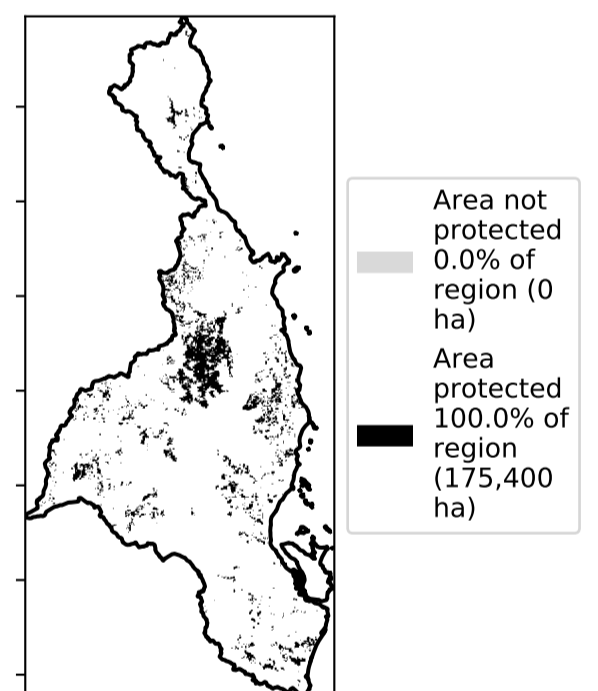 Area not
protected
0.0% of
region (0
ha)
Area
protected
100.0% of
region
(175,400
ha)